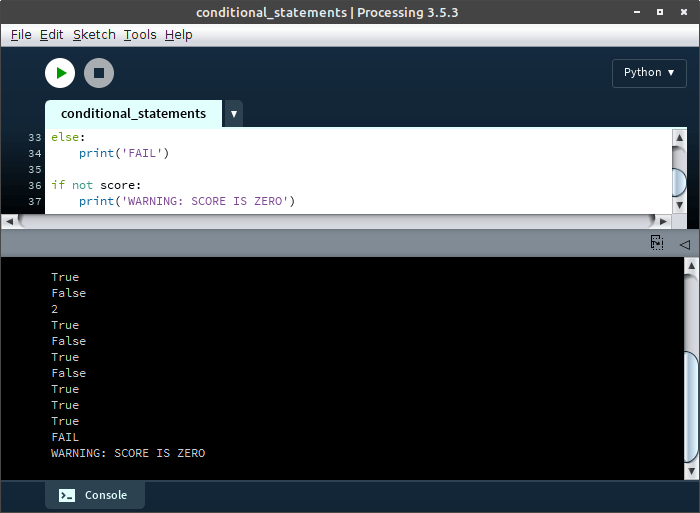 conditional_statements | Processing 3.5.3
File Edit Sketch Tools Help
Python ▾
conditional_statements ▾
33 else:
34     print('FAIL')
35
36 if not score:
37     print('WARNING: SCORE IS ZERO')
True
False
2
True
False
True
False
True
True
True
FAIL
WARNING: SCORE IS ZERO
Console